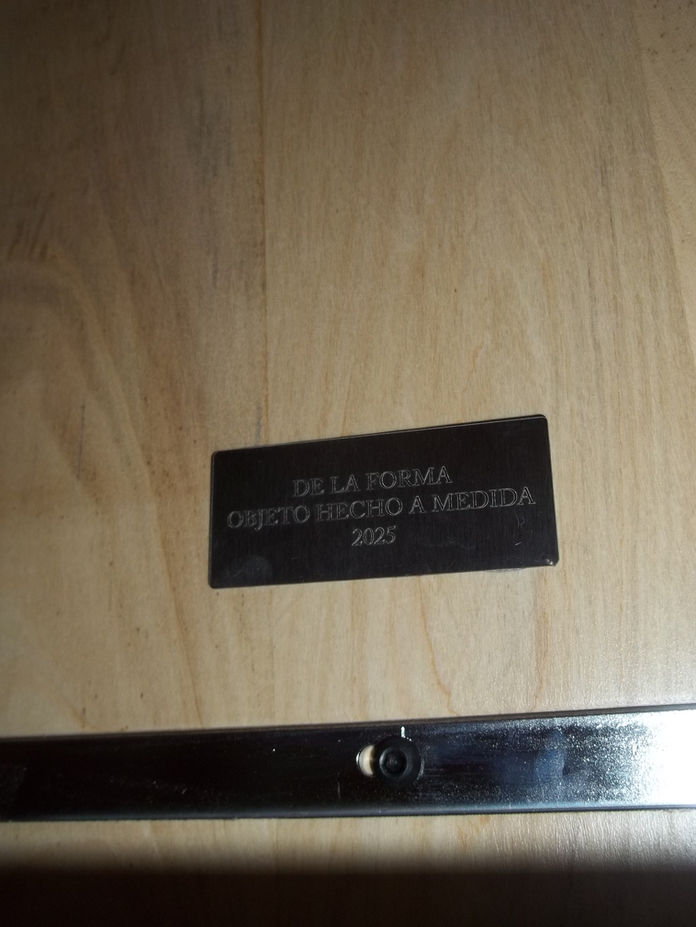 DE LA FORMA
OBJETO HECHO A MEDIDA
2025